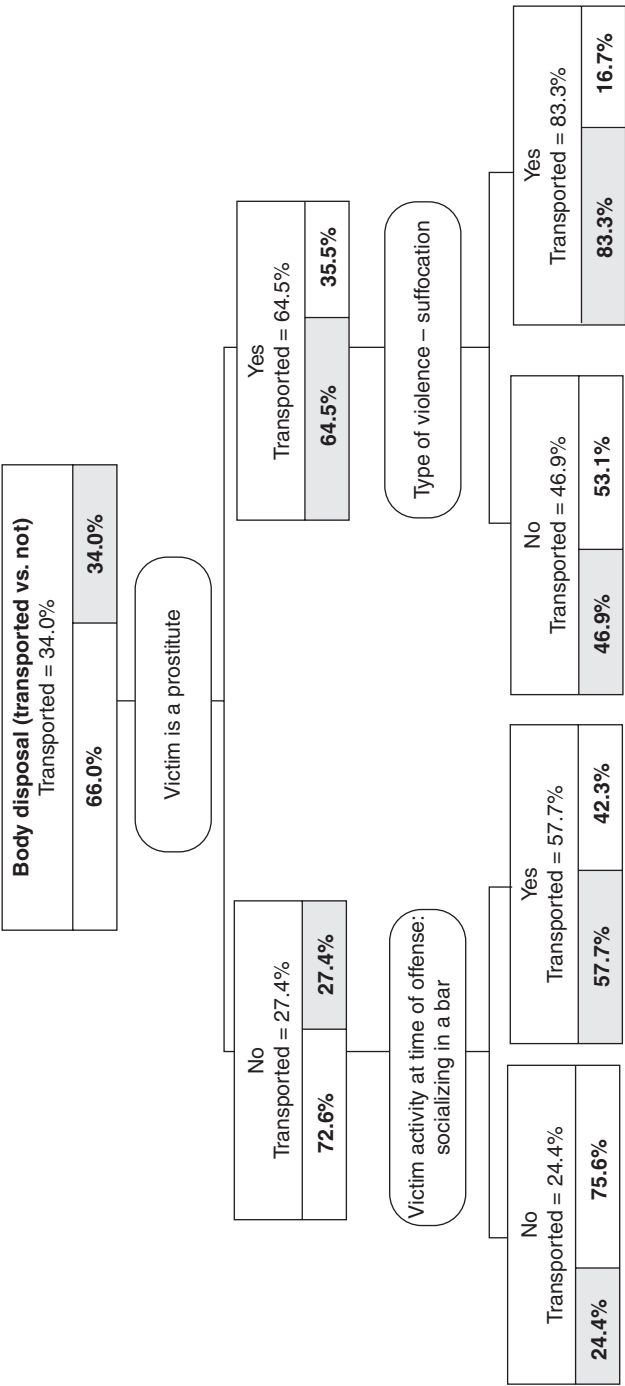 Body disposal (transported vs. not)
Transported = 34.0%
66.0% 34.0%
Victim is a prostitute
No
Transported = 27.4%
72.6% 27.4%
Yes
Transported = 64.5%
64.5% 35.5%
Victim activity at time of offense:
socializing in a bar
Type of violence – suffocation
No
Transported = 24.4%
24.4% 75.6%
Yes
Transported = 57.7%
57.7% 42.3%
No
Transported = 46.9%
46.9% 53.1%
Yes
Transported = 83.3%
83.3% 16.7%